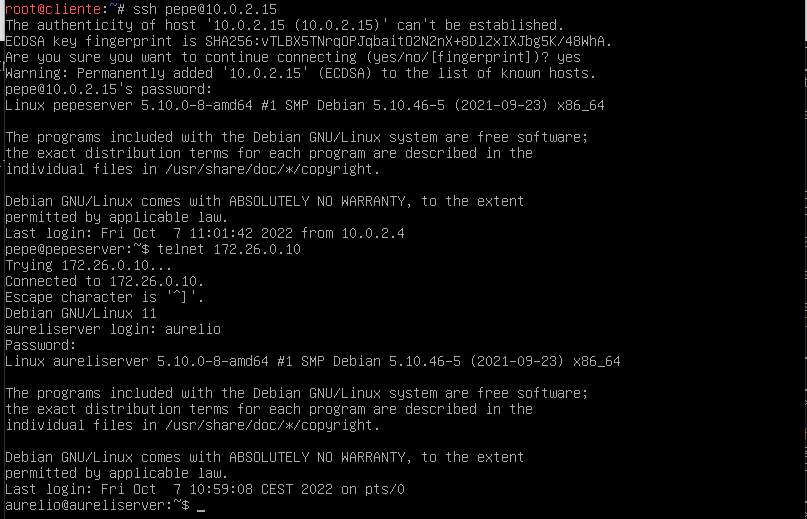 root@cliente:~# ssh pepe@10.0.2.15
The authenticity of host '10.0.2.15 (10.0.2.15)' can't be established.
ECDSA key fingerprint is SHA256:vTLBX5TNrqOPJqbaitO2N2nX+8DlZxIXJbg5K/48WhA.
Are you sure you want to continue connecting (yes/no/[fingerprint])? yes
Warning: Permanently added '10.0.2.15' (ECDSA) to the list of known hosts.
pepe@10.0.2.15's password:
Linux pepeserver 5.10.0-8-amd64 #1 SMP Debian 5.10.46-5 (2021-09-23) x86_64

The programs included with the Debian GNU/Linux system are free software;
the exact distribution terms for each program are described in the
individual files in /usr/share/doc/*/copyright.

Debian GNU/Linux comes with ABSOLUTELY NO WARRANTY, to the extent
permitted by applicable law.
Last login: Fri Oct  7 11:01:42 2022 from 10.0.2.4
pepe@pepeserver:~$ telnet 172.26.0.10
Trying 172.26.0.10...
Connected to 172.26.0.10.
Escape character is '^]'.
Debian GNU/Linux 11
aureliserver login: aurelio
Password:
Linux aureliserver 5.10.0-8-amd64 #1 SMP Debian 5.10.46-5 (2021-09-23) x86_64

The programs included with the Debian GNU/Linux system are free software;
the exact distribution terms for each program are described in the
individual files in /usr/share/doc/*/copyright.

Debian GNU/Linux comes with ABSOLUTELY NO WARRANTY, to the extent
permitted by applicable law.
Last login: Fri Oct  7 10:59:08 CEST 2022 on pts/0
aurelio@aureliserver:~$ _